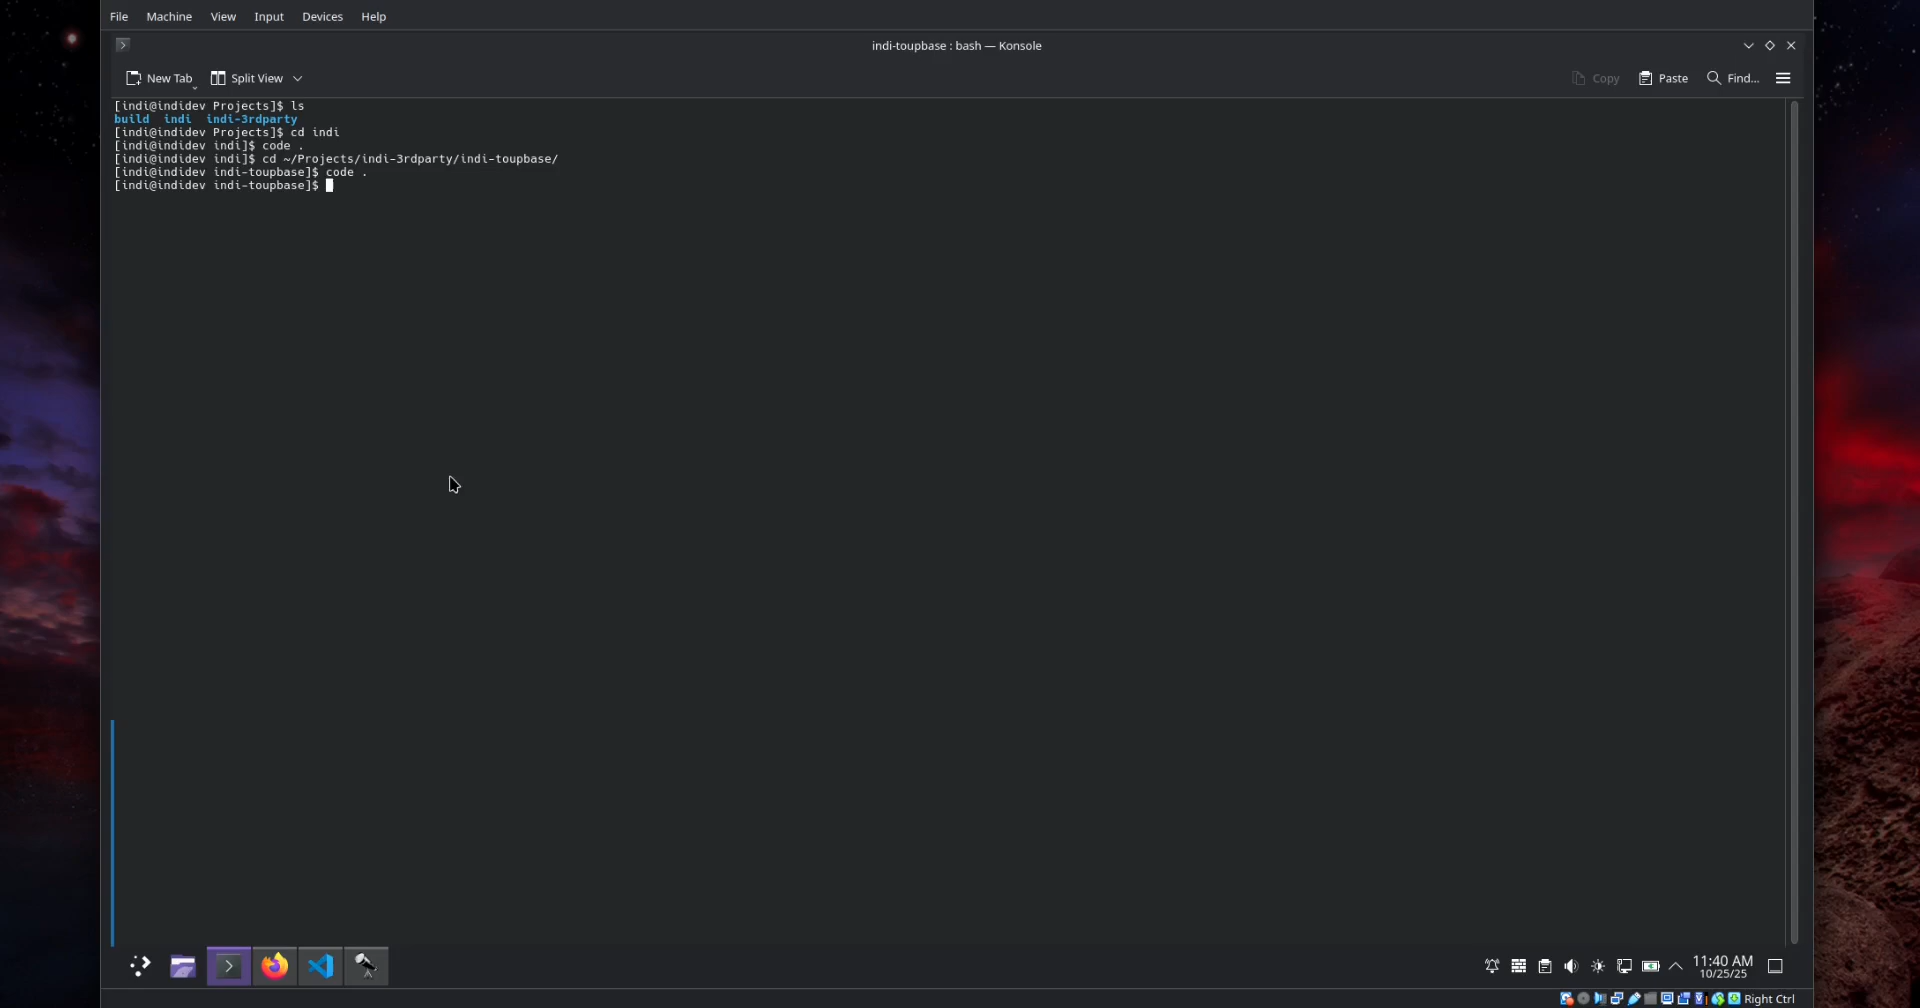 File Machine View Input Devices Help
indi-toupbase : bash — Konsole
New Tab Split View Copy Paste Find...
[indi@indidev Projects]$ ls
build indi indi-3rdparty
[indi@indidev Projects]$ cd indi
[indi@indidev indi]$ code .
[indi@indidev indi]$ cd ~/Projects/indi-3rdparty/indi-toupbase/
[indi@indidev indi-toupbase]$ code .
[indi@indidev indi-toupbase]$
11:40 AM
10/25/25
Right Ctrl